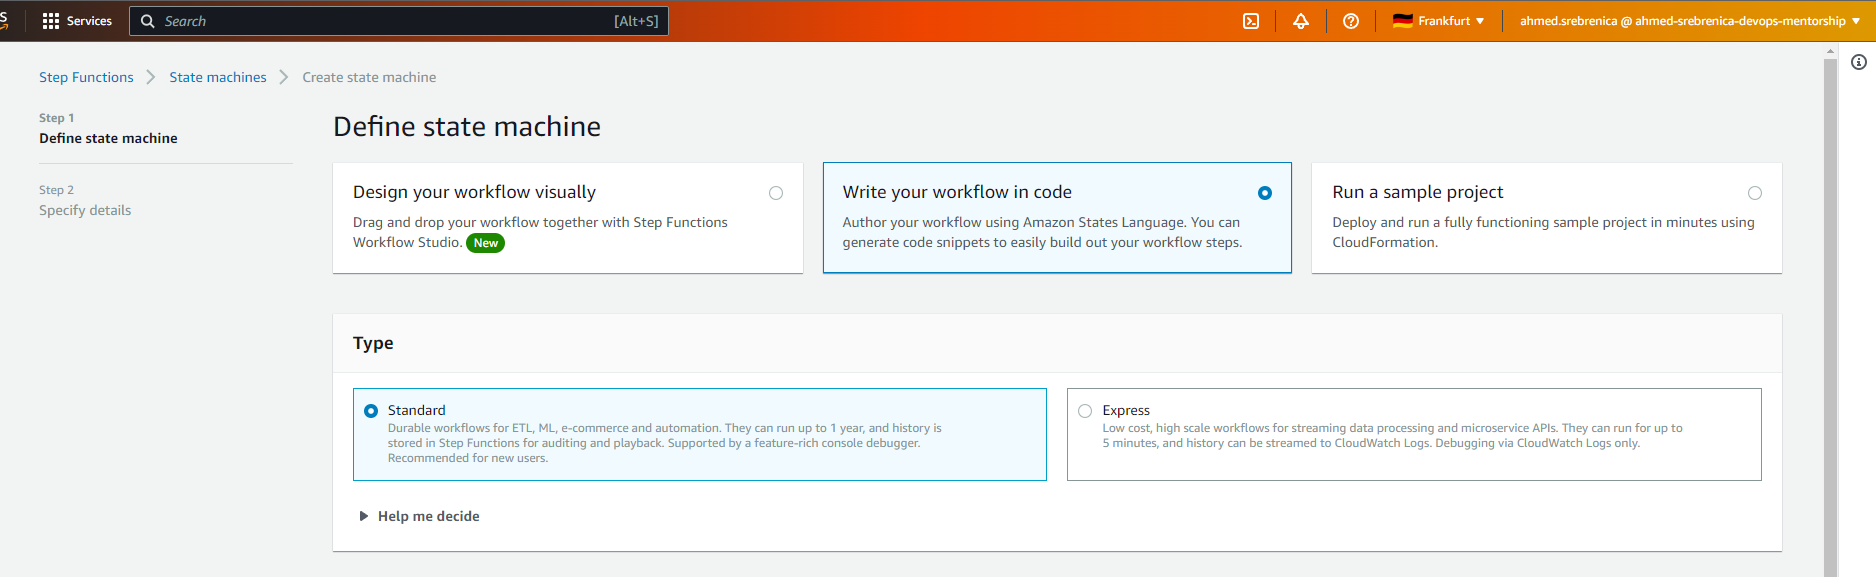 Services
Search
[Alt+S]
Frankfurt
ahmed.srebrenica @ ahmed-srebrenica-devops-mentorship
Step Functions
State machines
Create state machine
Step 1
Define state machine
Step 2
Specify details
Define state machine
Design your workflow visually
Drag and drop your workflow together with Step Functions
Workflow Studio. New
Write your workflow in code
Author your workflow using Amazon States Language. You can
generate code snippets to easily build out your workflow steps.
Run a sample project
Deploy and run a fully functioning sample project in minutes using
CloudFormation.
Type
Standard
Durable workflows for ETL, ML, e-commerce and automation. They can run up to 1 year, and history is
stored in Step Functions for auditing and playback. Supported by a feature-rich console debugger.
Recommended for new users.
Express
Low cost, high scale workflows for streaming data processing and microservice APIs. They can run for up to
5 minutes, and history can be streamed to CloudWatch Logs. Debugging via CloudWatch Logs only.
Help me decide